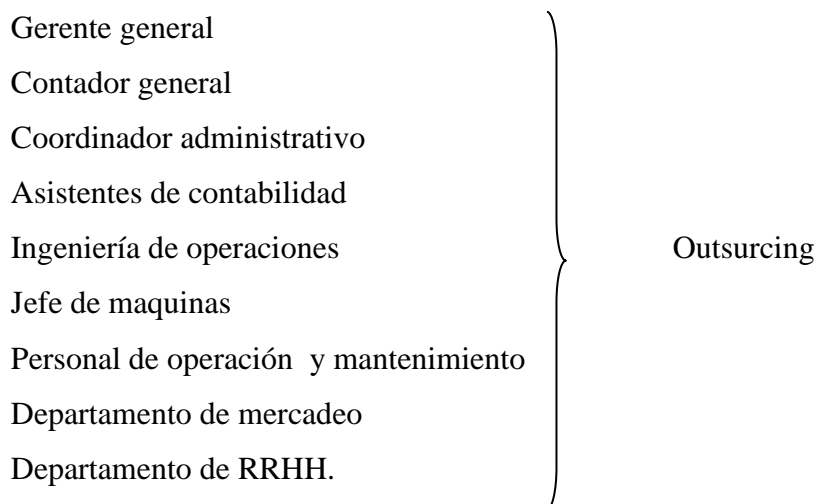 Gerente general
Contador general
Coordinador administrativo
Asistentes de contabilidad
Ingeniería de operaciones
Outsurcing
Jefe de maquinas
Personal de operación  y mantenimiento
Departamento de mercadeo
Departamento de RRHH.